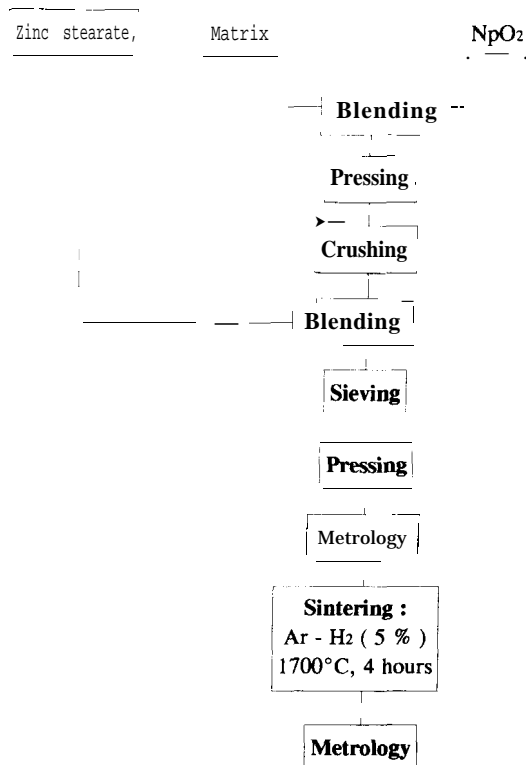 Zinc stearate, Matrix NpO2
Blending
Pressing
Crushing
Blending
Sieving
Pressing
Metrology
Sintering :
Ar - H2 ( 5 % )
1700°C, 4 hours
Metrology